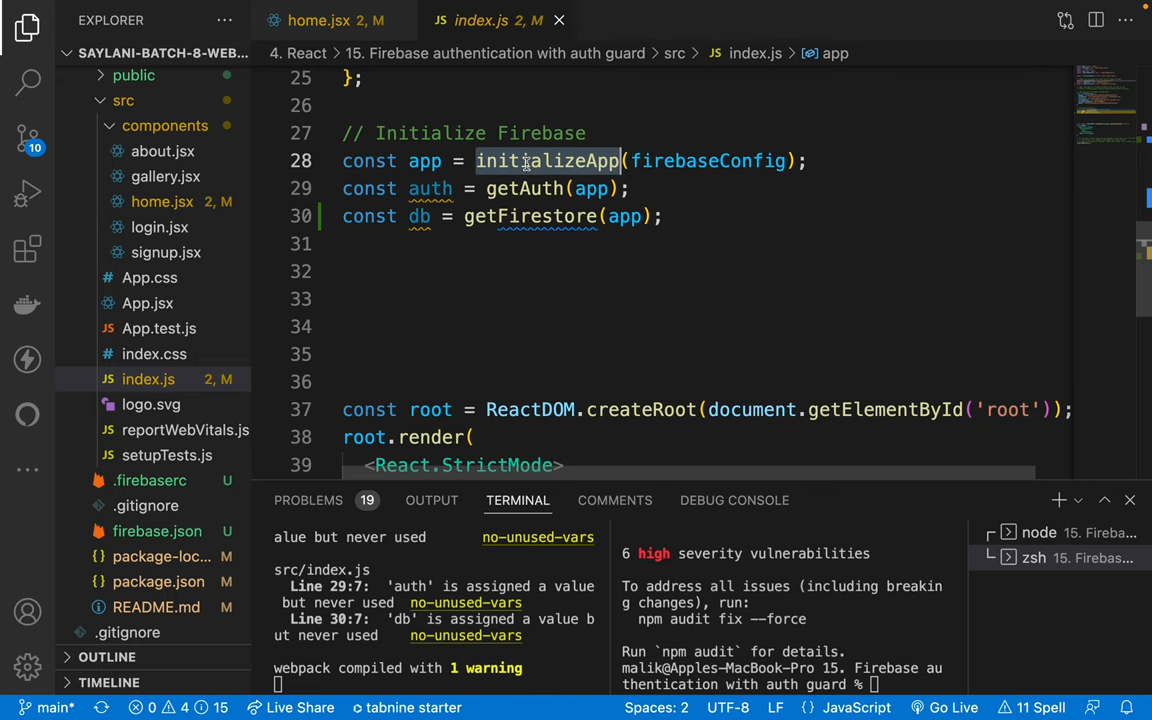 EXPLORER
home.jsx 2, M
index.js 2, M
SAYLANI-BATCH-8-WEB...
4. React > 15. Firebase authentication with auth guard > src > JS index.js > app
public
src
components
about.jsx
gallery.jsx
home.jsx 2, M
login.jsx
signup.jsx
App.css
App.jsx
JS App.test.js
index.css
JS index.js 2, M
logo.svg
JS reportWebVitals.js
JS setupTests.js
.firebaserc U
.gitignore
firebase.json U
package-loc... M
package.json M
README.md M
.gitignore
OUTLINE
TIMELINE
25 };
26
27 // Initialize Firebase
28 const app = initializeApp(firebaseConfig);
29 const auth = getAuth(app);
30 const db = getFirestore(app);
31
32
33
34
35
36
37 const root = ReactDOM.createRoot(document.getElementById('root'));
38 root.render(
39 <React.StrictMode>
PROBLEMS 19 OUTPUT TERMINAL COMMENTS DEBUG CONSOLE
alue but never used no-unused-vars
src/index.js
Line 29:7: 'auth' is assigned a value
but never used no-unused-vars
Line 30:7: 'db' is assigned a value b
ut never used no-unused-vars
webpack compiled with 1 warning
6 high severity vulnerabilities
To address all issues (including breakin
g changes), run:
npm audit fix --force
Run `npm audit` for details.
malik@Apples-MacBook-Pro 15. Firebase au
thentication with auth guard %
node 15. Fireba...
zsh 15. Firebas...
10
main* 0 4 15 Live Share tabnine starter Spaces: 2 UTF-8 LF {} JavaScript Go Live 11 Spell